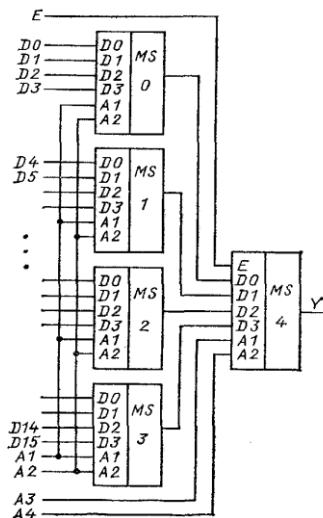 E
D0 D0 MS
D1 D1
D2 D2 0
D3 D3
A1
A2
D4 D0 MS
D5 D1
D2 1
D3
A1
A2
E MS
D0
D1
D2 4
D3
A1
A2
Y
D0 MS
D1
D2 2
D3
A1
A2
D0 MS
D1
D14 D2 3
D15 D3
A1 A1
A2 A2
A3
A4